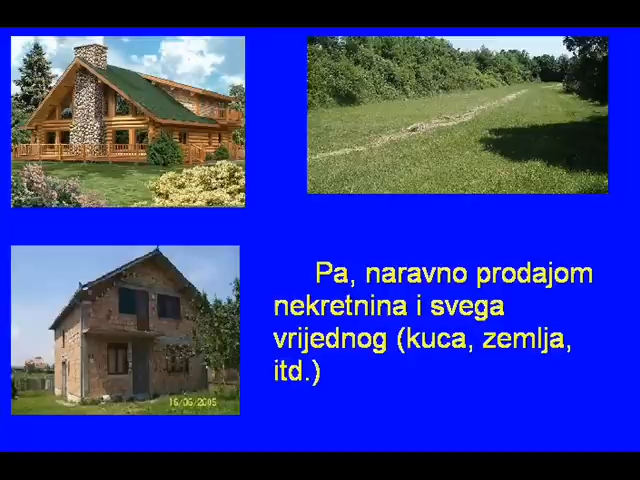 Pa, naravno prodajom
nekretnina i svega
vrijednog (kuca, zemlja,
itd.)
16/06/2005